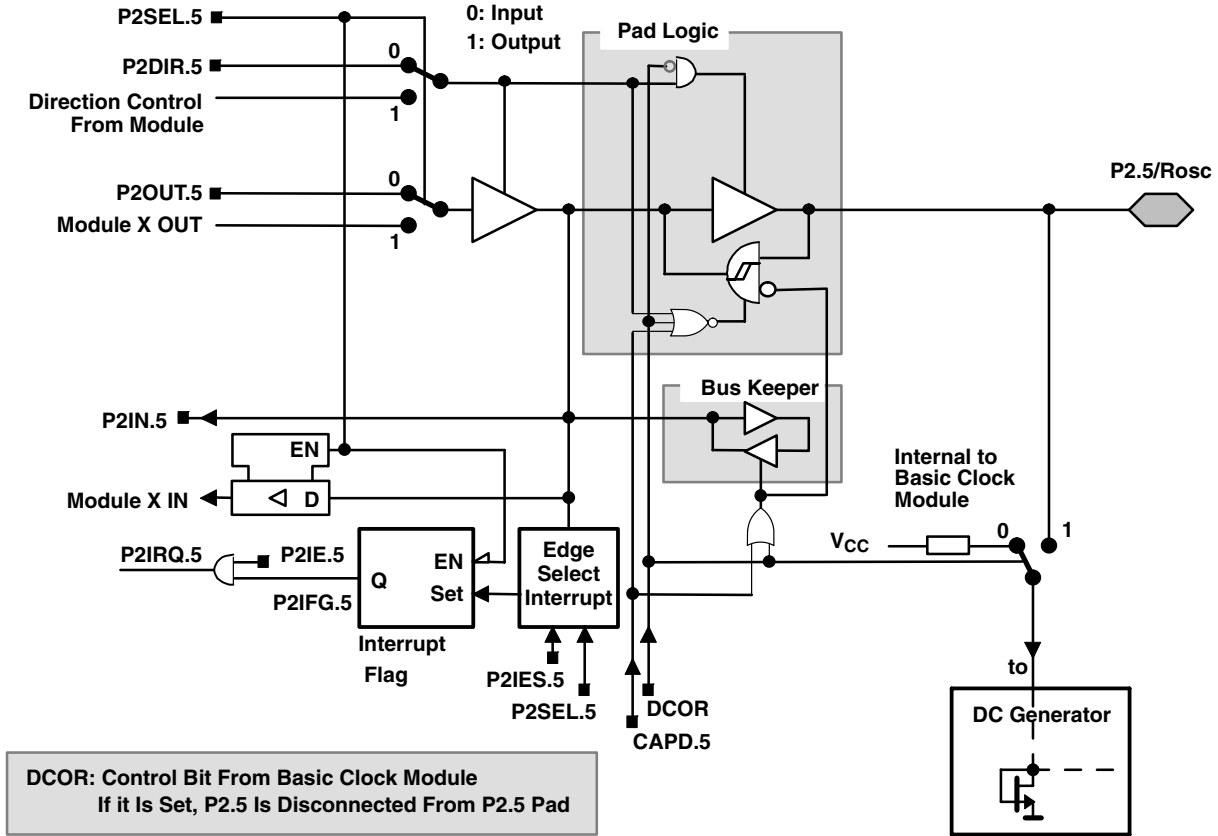 P2SEL.5
0: Input
1: Output
Pad Logic
P2DIR.5
0
Direction Control
From Module
1
P2OUT.5
0
Module X OUT
1
P2.5/Rosc
Bus Keeper
P2IN.5
EN
Module X IN
D
Internal to
Basic Clock
Module
VCC
0
1
P2IRQ.5
P2IE.5
P2IFG.5
Q
EN
Set
Edge
Select
Interrupt
Interrupt
Flag
P2IES.5
P2SEL.5
DCOR
CAPD.5
to
DC Generator
DCOR: Control Bit From Basic Clock Module
If it Is Set, P2.5 Is Disconnected From P2.5 Pad